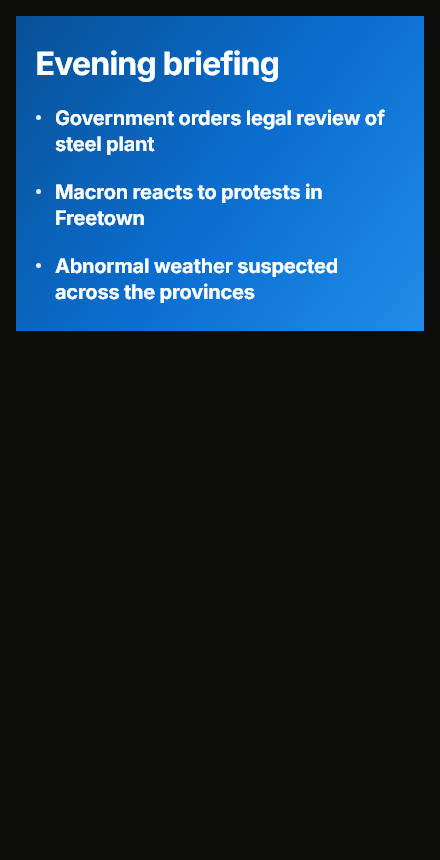 Evening briefing
• Government orders legal review of
steel plant
• Macron reacts to protests in
Freetown
• Abnormal weather suspected
across the provinces